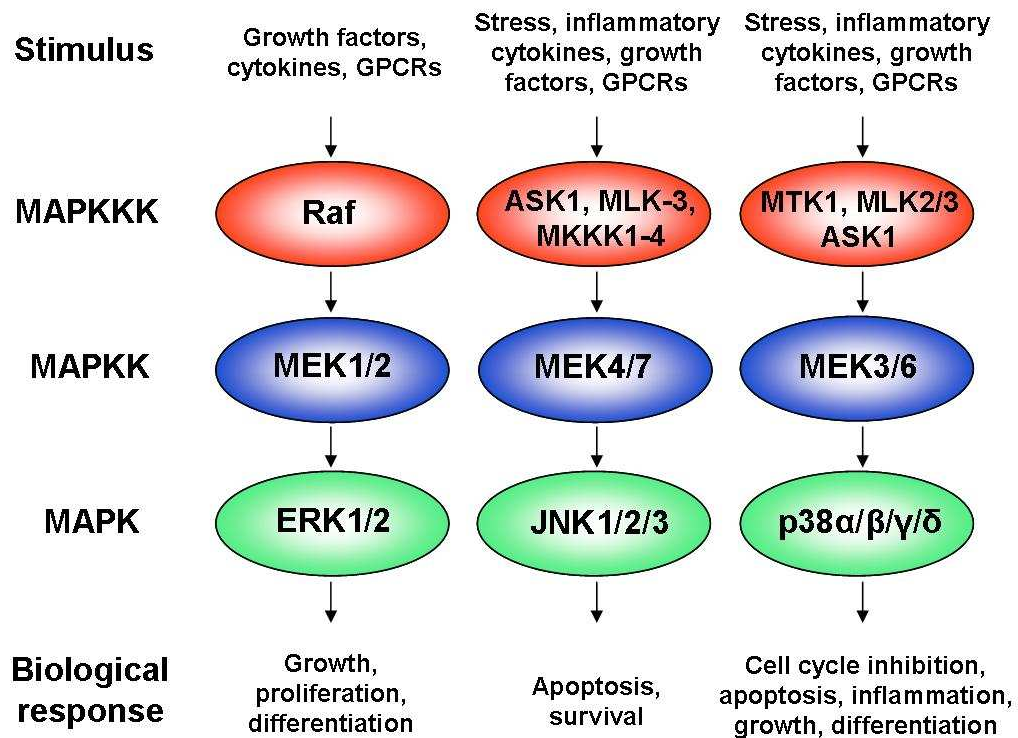 Stimulus
Growth factors,
cytokines, GPCRs
Stress, inflammatory
cytokines, growth
factors, GPCRs
Stress, inflammatory
cytokines, growth
factors, GPCRs
MAPKKK
Raf
ASK1, MLK-3,
MKKK1-4
MTK1, MLK2/3
ASK1
MAPKK
MEK1/2
MEK4/7
MEK3/6
MAPK
ERK1/2
JNK1/2/3
p38α/β/γ/δ
Biological
response
Growth,
proliferation,
differentiation
Apoptosis,
survival
Cell cycle inhibition,
apoptosis, inflammation,
growth, differentiation